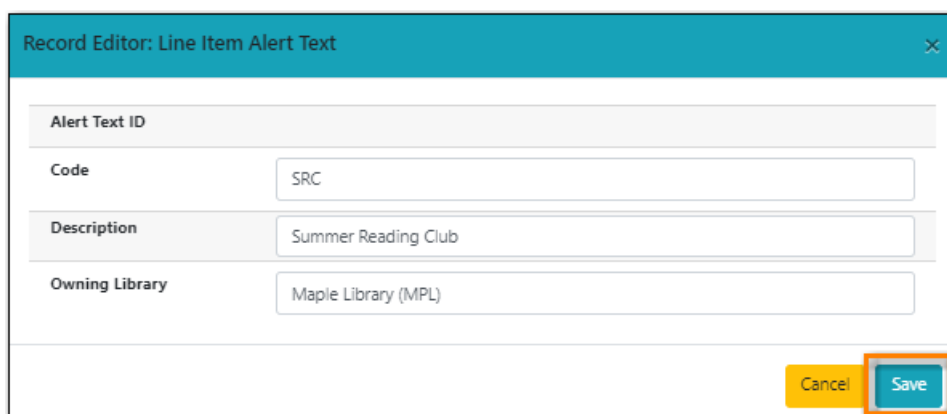 Record Editor: Line Item Alert Text ×
Alert Text ID
Code SRC
Description Summer Reading Club
Owning Library Maple Library (MPL)
Cancel Save